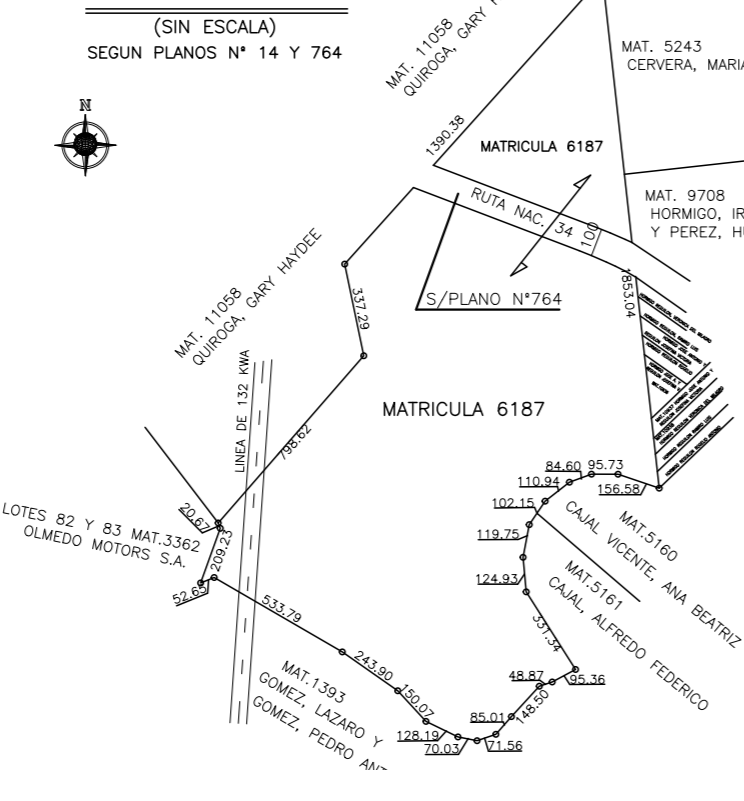 (SIN ESCALA)
SEGUN PLANOS N° 14 Y 764
N
MAT. 11058
QUIROGA, GARY
1390.38
MAT. 5243
CERVERA, MARIA
MATRICULA 6187
MAT. 9708
HORMIGO,
Y PEREZ,
RUTA NAC. 34
100
S/PLANO N°764
1853.04
MAT. 11058
QUIROGA, GARY HAYDEE
337.29
LINEA DE 132 KWA
798.62
MATRICULA 6187
LOTES 82 Y 83 MAT.3362
OLMEDO MOTORS S.A.
20.67
209.23
52.65
533.79
243.90
150.07
128.19
70.03
71.56
85.01
148.50
48.87
95.36
331.34
124.93
119.75
102.15
110.94
84.60
95.73
156.58
MAT.5160
CAJAL VICENTE, ANA BEATRIZ
MAT.5161
CAJAL, ALFREDO FEDERICO
MAT.1393
GOMEZ, LAZARO Y
GOMEZ, PEDRO